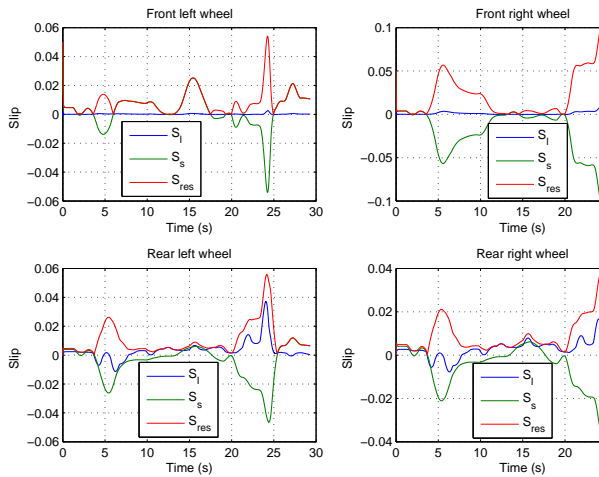 Front left wheel
0.06
0.04
0.02
0
−0.02
−0.04
−0.06
Slip
S_l
S_s
S_res
0 5 10 15 20 25 30
Time (s)
Front right wheel
0.1
0.05
0
−0.05
−0.1
Slip
S_l
S_s
S_res
0 5 10 15 20
Time (s)
Rear left wheel
0.06
0.04
0.02
0
−0.02
−0.04
−0.06
Slip
S_l
S_s
S_res
0 5 10 15 20 25 30
Time (s)
Rear right wheel
0.04
0.02
0
−0.02
−0.04
Slip
S_l
S_s
S_res
0 5 10 15 20
Time (s)